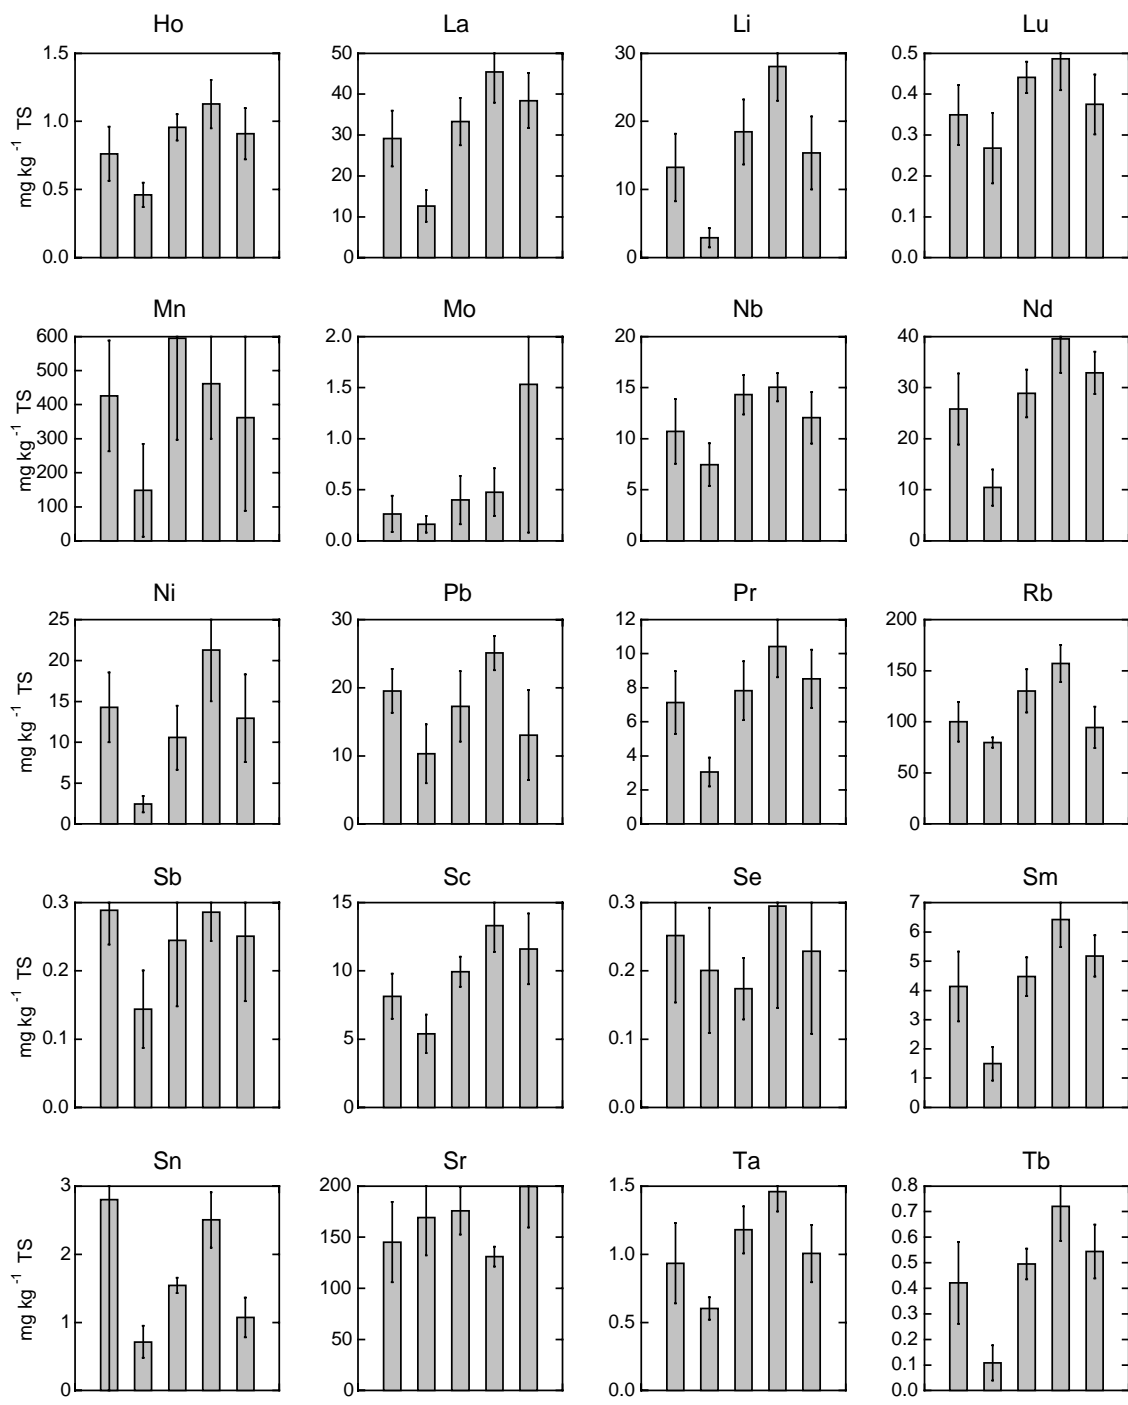 Ho La Li Lu
1.5 50 30 0.5
40 0.4
1.0 20
30 0.3
20 0.2
0.5 10
10 0.1
0.0 0 0 0.0
mg kg⁻¹ TS
Mn Mo Nb Nd
600 2.0 20 40
500
1.5 15 30
400
300 1.0 10 20
200
0.5 5 10
100
0 0.0 0 0
mg kg⁻¹ TS
Ni Pb Pr Rb
25 30 12 200
20 10
20 150
15 8
6 100
10 10 4
50
5 2
0 0 0 0
mg kg⁻¹ TS
Sb Sc Se Sm
0.3 15 0.3 7
6
0.2 10 0.2 5
4
3
0.1 5 0.1 2
1
0.0 0 0.0 0
mg kg⁻¹ TS
Sn Sr Ta Tb
3 200 1.5 0.8
0.7
150 0.6
2 1.0
0.5
100 0.4
0.3
1 0.5
50 0.2
0.1
0 0 0.0 0.0
mg kg⁻¹ TS